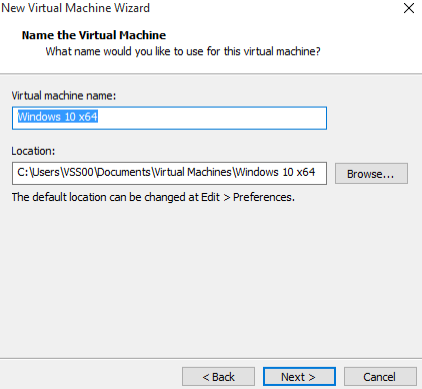 New Virtual Machine Wizard
Name the Virtual Machine
What name would you like to use for this virtual machine?
Virtual machine name:
Windows 10 x64
Location:
C:\Users\VSS00\Documents\Virtual Machines\Windows 10 x64
Browse...
The default location can be changed at Edit > Preferences.
< Back
Next >
Cancel